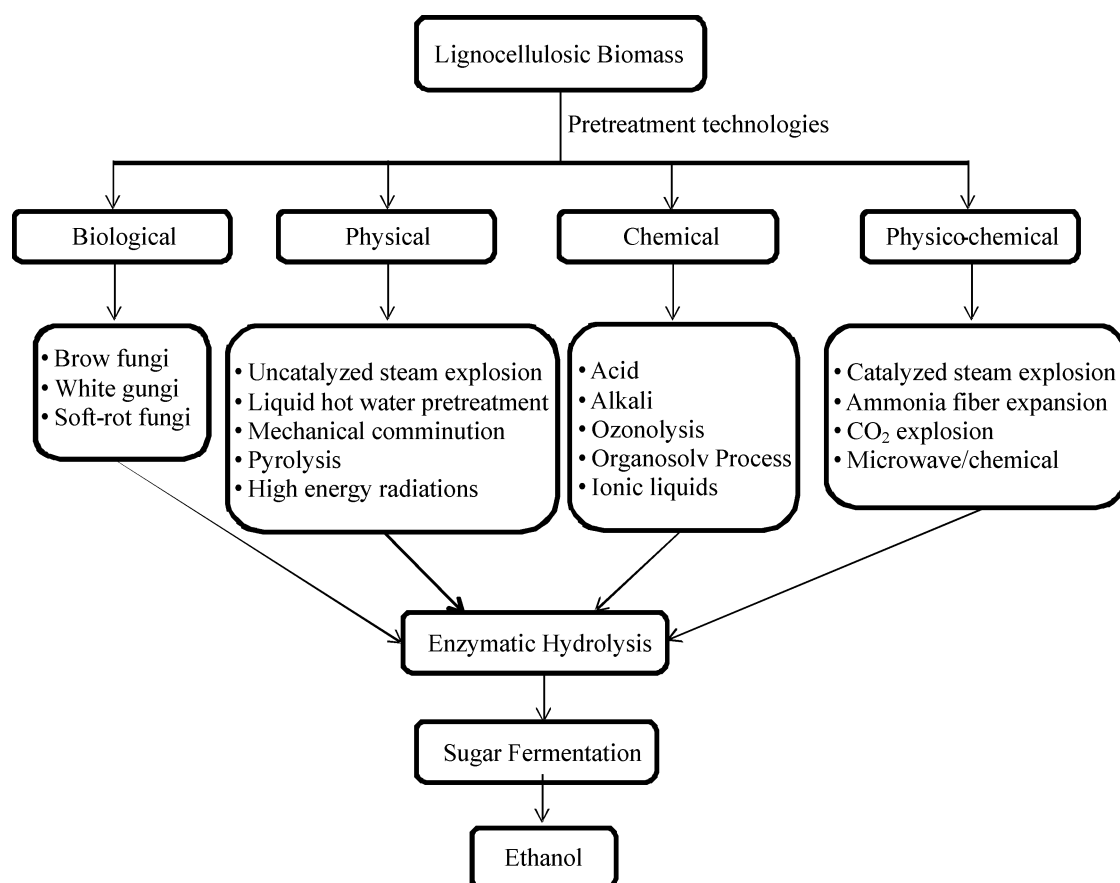 Lignocellulosic Biomass
Pretreatment technologies
Biological
Physical
Chemical
Physico-chemical
• Brow fungi
• White gungi
• Soft-rot fungi
• Uncatalyzed steam explosion
• Liquid hot water pretreatment
• Mechanical comminution
• Pyrolysis
• High energy radiations
• Acid
• Alkali
• Ozonolysis
• Organosolv Process
• Ionic liquids
• Catalyzed steam explosion
• Ammonia fiber expansion
• CO₂ explosion
• Microwave/chemical
Enzymatic Hydrolysis
Sugar Fermentation
Ethanol